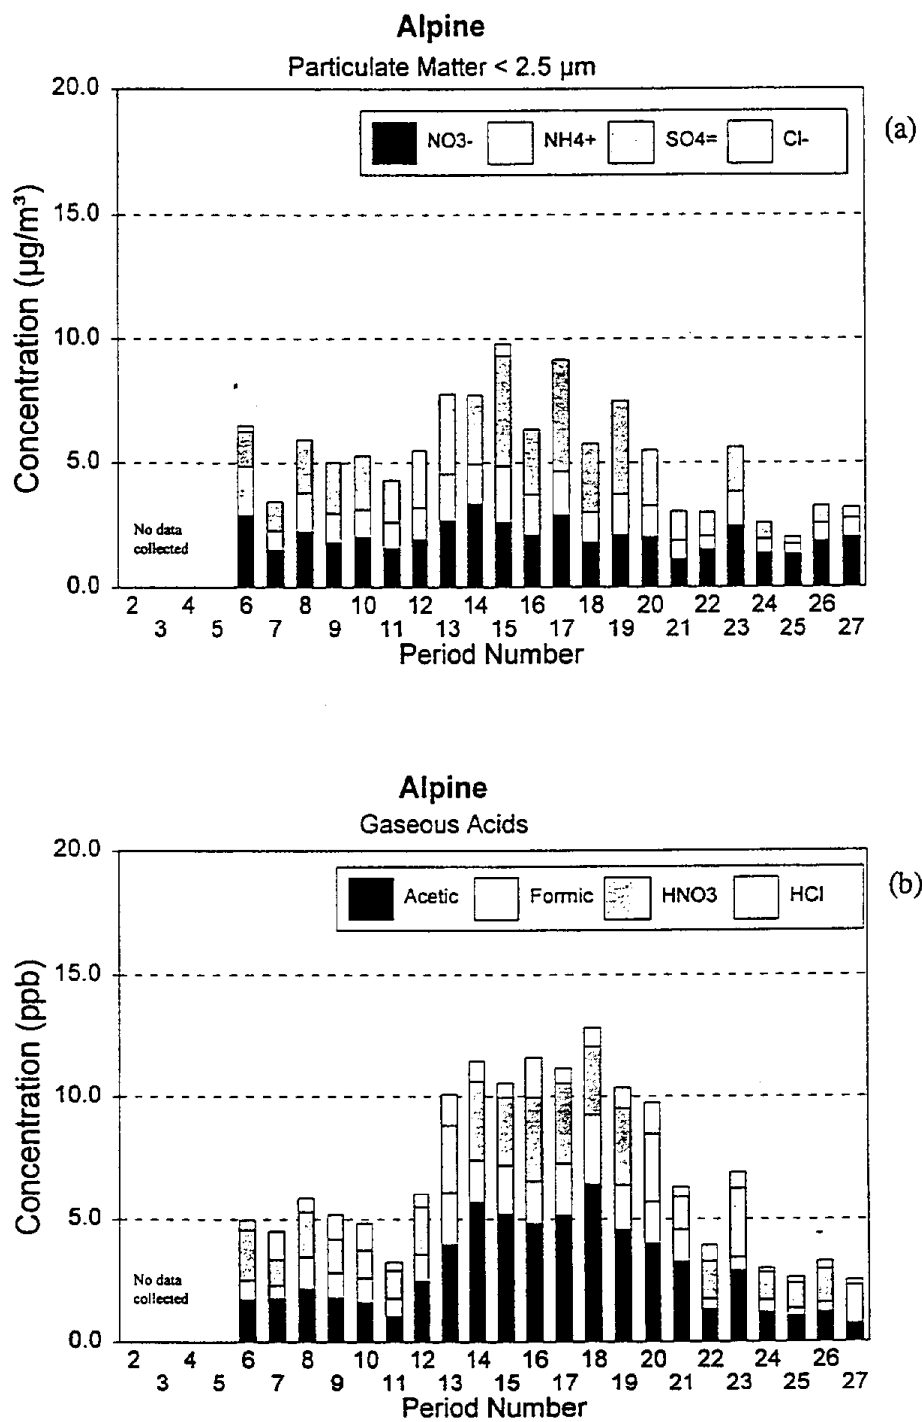 Alpine
Particulate Matter < 2.5 µm
20.0
(a)
NO3- NH4+ SO4= Cl-
15.0
10.0
5.0
0.0
Concentration (µg/m³)
No data
collected
2 4 6 8 10 12 14 16 18 20 22 24 26
3 5 7 9 11 13 15 17 19 21 23 25 27
Period Number
Alpine
Gaseous Acids
20.0
(b)
Acetic Formic HNO3 HCl
15.0
10.0
5.0
0.0
Concentration (ppb)
No data
collected
2 4 6 8 10 12 14 16 18 20 22 24 26
3 5 7 9 11 13 15 17 19 21 23 25 27
Period Number